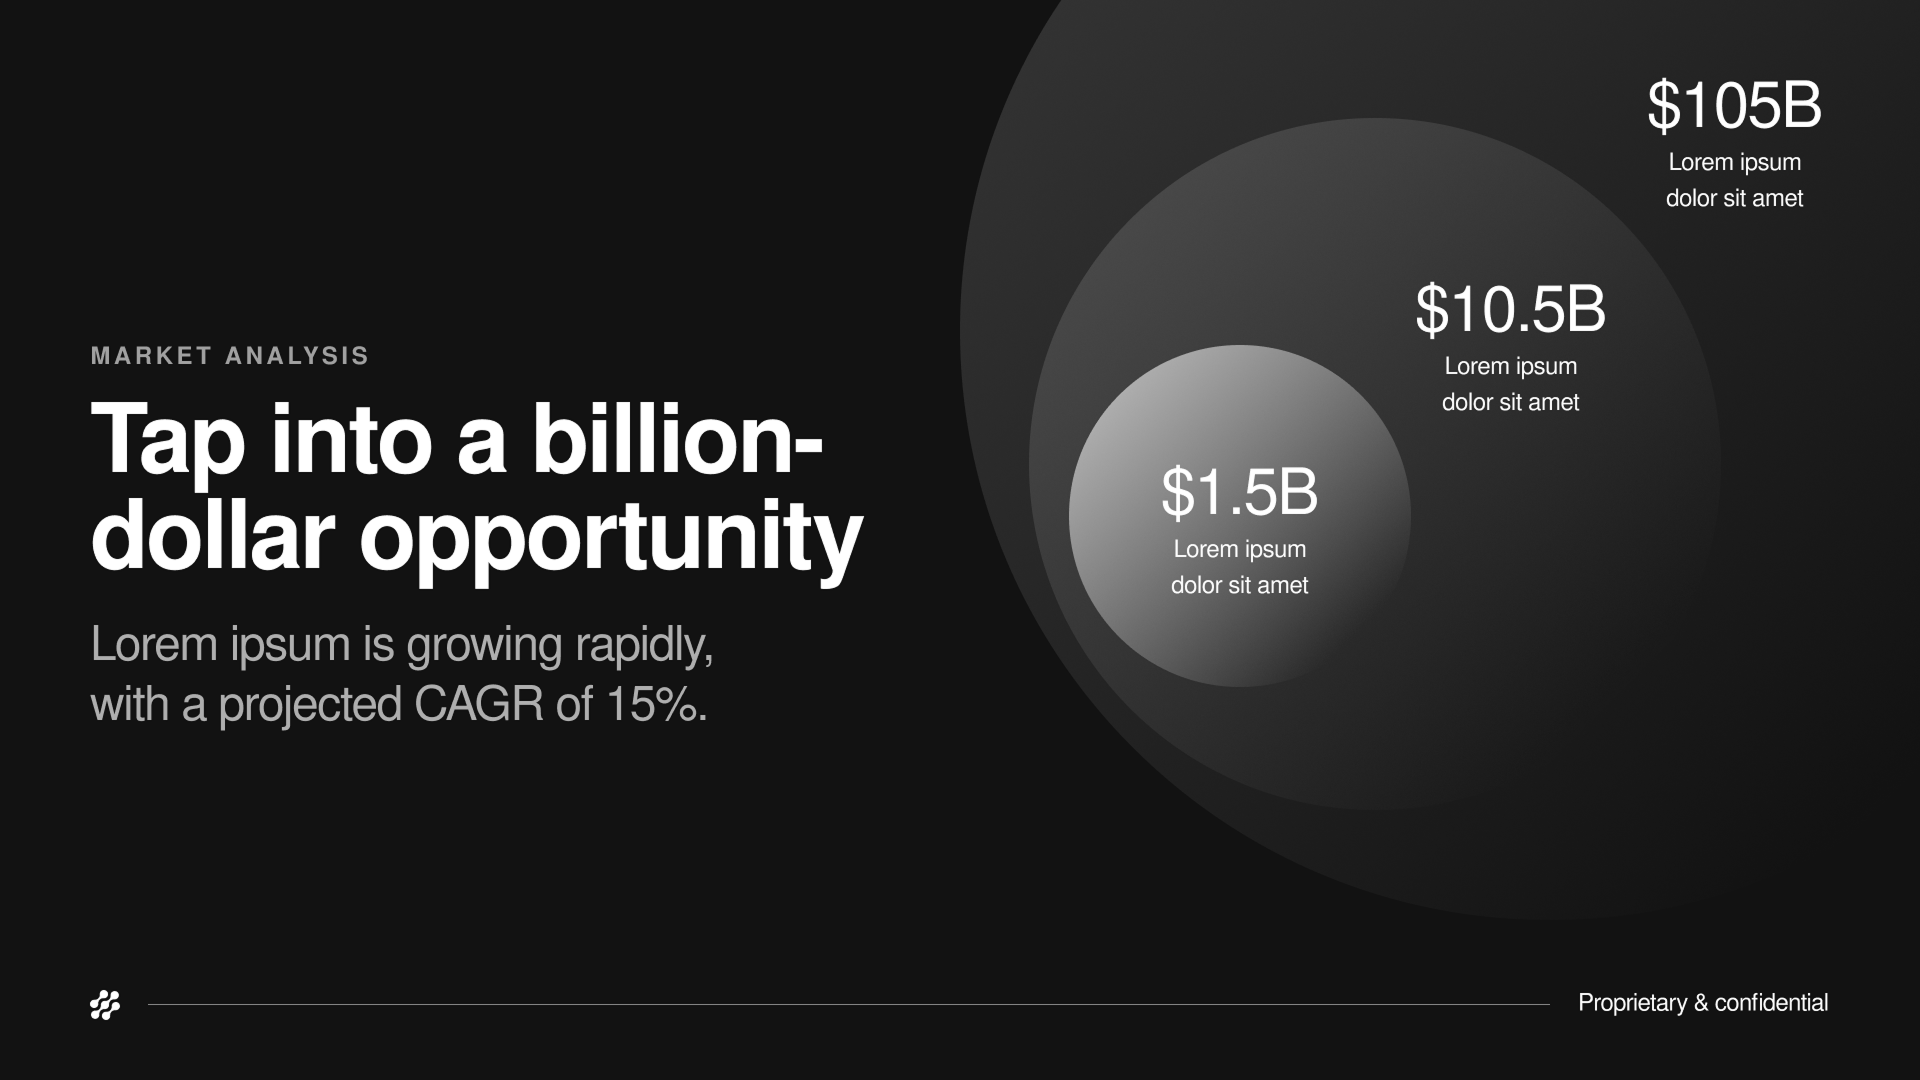 MARKET ANALYSIS
Tap into a billion-
dollar opportunity
Lorem ipsum is growing rapidly,
with a projected CAGR of 15%.
$105B
Lorem ipsum
dolor sit amet
$10.5B
Lorem ipsum
dolor sit amet
$1.5B
Lorem ipsum
dolor sit amet
Proprietary & confidential